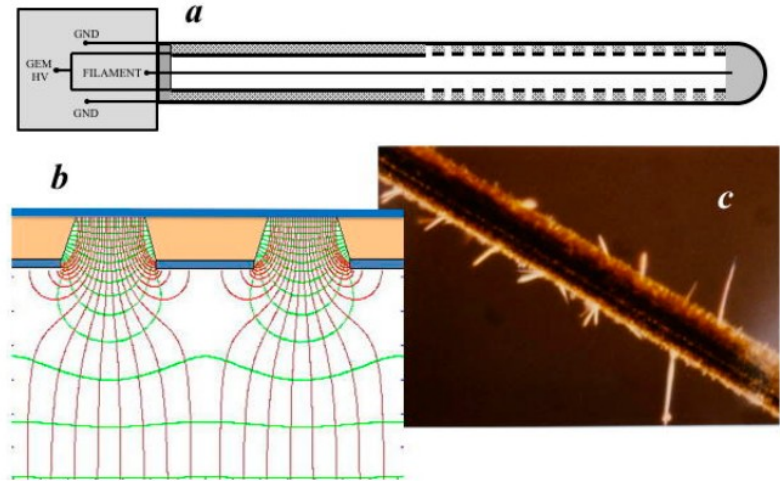 a
GND
GEM
HV
FILAMENT
GND
b
c